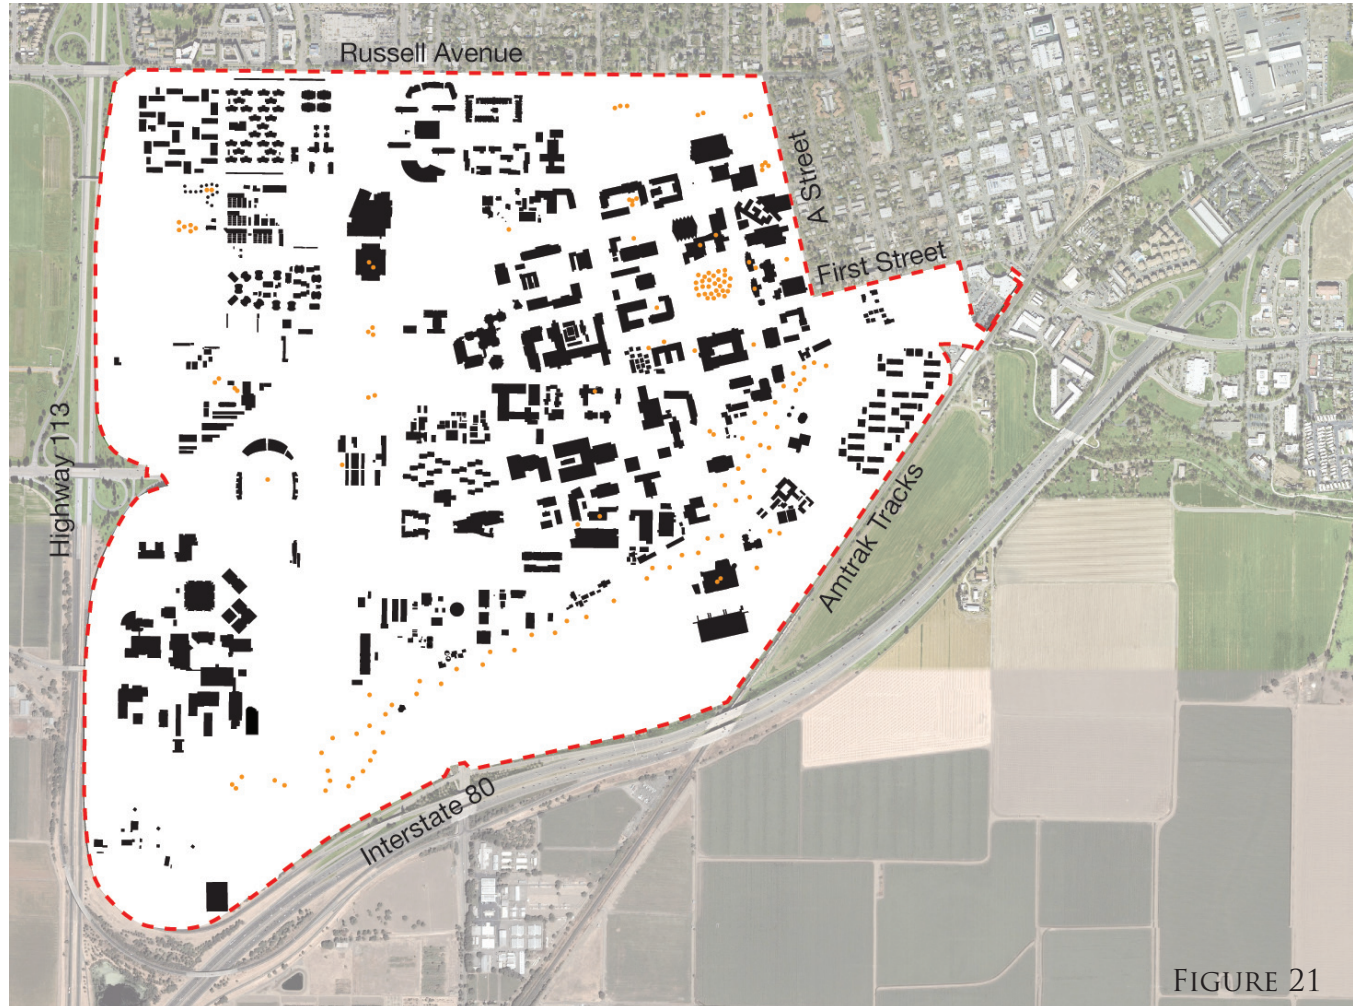 Russell Avenue
A Street
First Street
Highway 113
Amtrak Tracks
Interstate 80
FIGURE 21